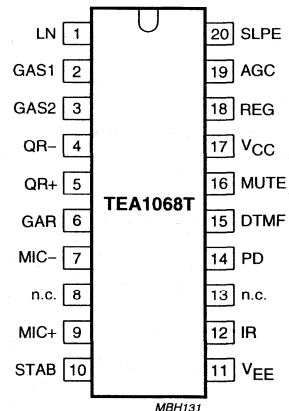 LN 1 20 SLPE
GAS1 2 19 AGC
GAS2 3 18 REG
QR− 4 17 VCC
QR+ 5 16 MUTE
TEA1068T
GAR 6 15 DTMF
MIC− 7 14 PD
n.c. 8 13 n.c.
MIC+ 9 12 IR
STAB 10 11 VEE
MBH131